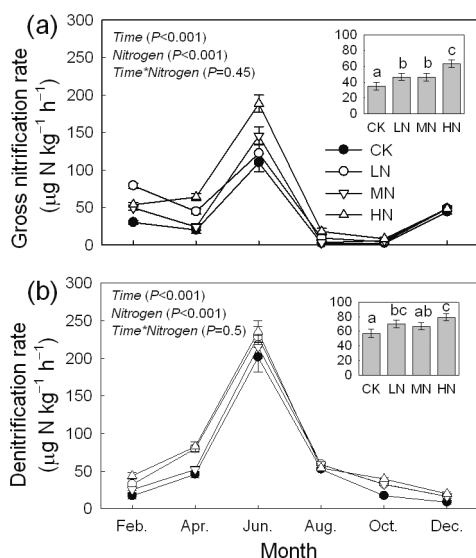 (a)
Time (P<0.001)
Nitrogen (P<0.001)
Time*Nitrogen (P=0.45)
Gross nitrification rate
(μg N kg⁻¹ h⁻¹)
300
250
200
150
100
50
0
100
80
60
40
20
0
a b b c
CK LN MN HN
CK
LN
MN
HN
(b)
Time (P<0.001)
Nitrogen (P<0.001)
Time*Nitrogen (P=0.5)
Denitrification rate
(μg N kg⁻¹ h⁻¹)
300
250
200
150
100
50
0
100
80
60
40
20
0
a bc ab c
CK LN MN HN
Feb. Apr. Jun. Aug. Oct. Dec.
Month